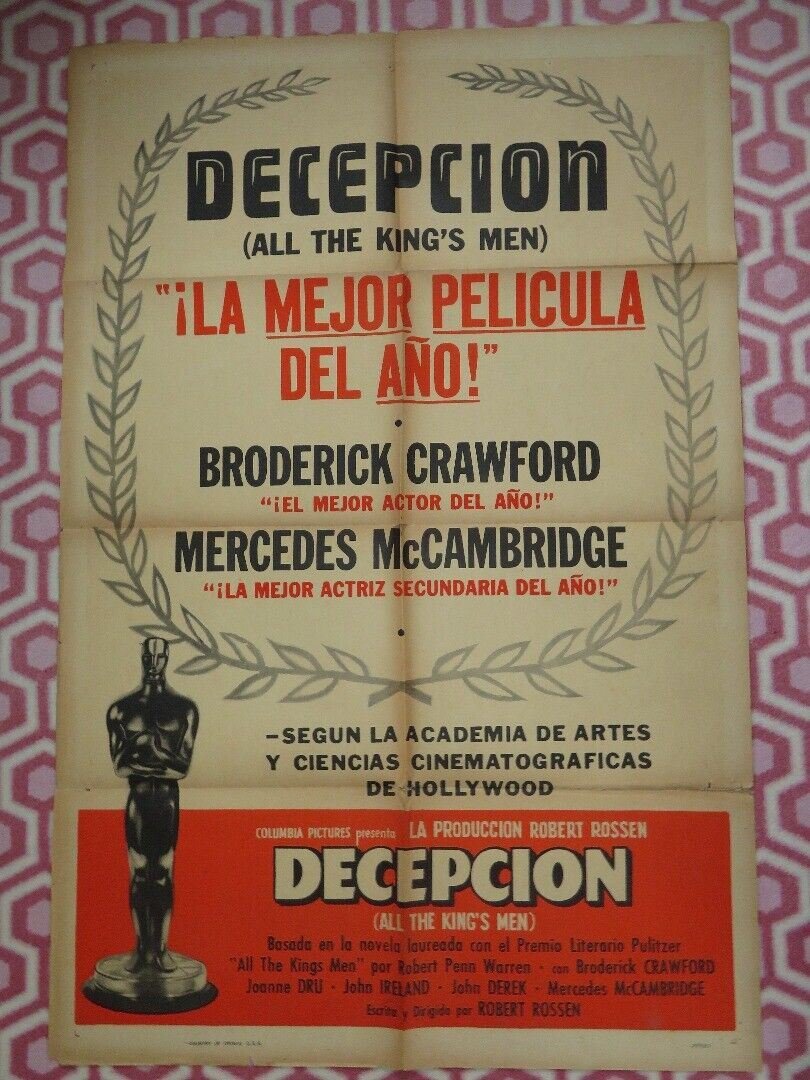 DECEPCION
(ALL THE KING'S MEN)
"¡LA MEJOR PELICULA
DEL AÑO!"
BRODERICK CRAWFORD
"¡EL MEJOR ACTOR DEL AÑO!"
MERCEDES McCAMBRIDGE
"¡LA MEJOR ACTRIZ SECUNDARIA DEL AÑO!"
–SEGUN LA ACADEMIA DE ARTES
Y CIENCIAS CINEMATOGRAFICAS
DE HOLLYWOOD
COLUMBIA PICTURES presenta LA PRODUCCION ROBERT ROSSEN
DECEPCION
(ALL THE KING'S MEN)
Basada en la novela laureada con el Premio Literario Pulitzer
"All The Kings Men" por Robert Penn Warren · con Broderick CRAWFORD
Joanne DRU · John IRELAND · John DEREK · Mercedes McCAMBRIDGE
Escrita y Dirigida por ROBERT ROSSEN